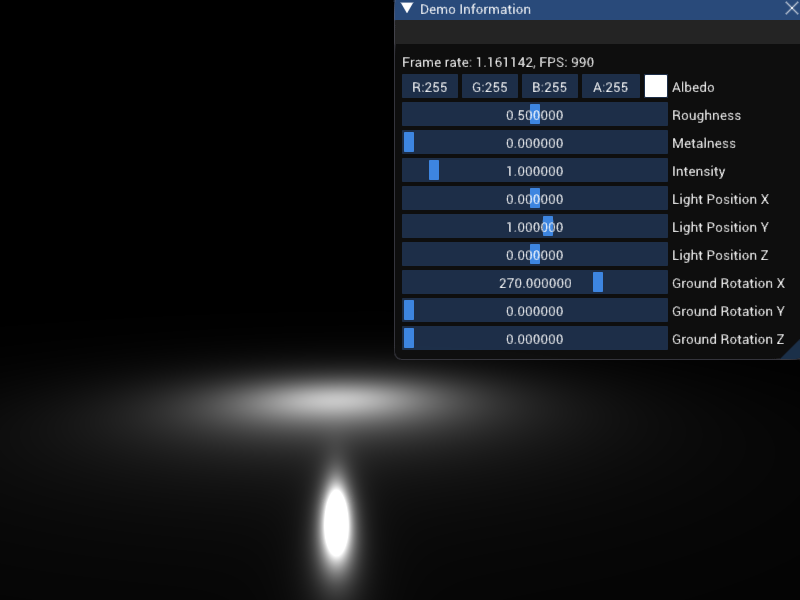 Demo Information
Frame rate: 1.161142, FPS: 990
R:255 G:255 B:255 A:255 Albedo
0.500000 Roughness
0.000000 Metalness
1.000000 Intensity
0.000000 Light Position X
1.000000 Light Position Y
0.000000 Light Position Z
270.000000 Ground Rotation X
0.000000 Ground Rotation Y
0.000000 Ground Rotation Z